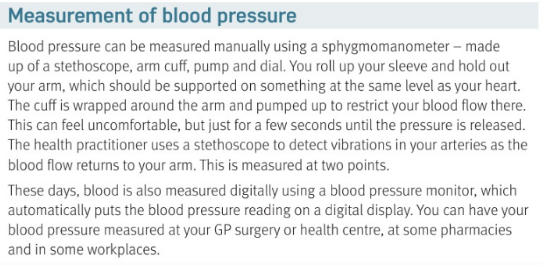 Measurement of blood pressure
Blood pressure can be measured manually using a sphygmomanometer – made
up of a stethoscope, arm cuff, pump and dial. You roll up your sleeve and hold out
your arm, which should be supported on something at the same level as your heart.
The cuff is wrapped around the arm and pumped up to restrict your blood flow there.
This can feel uncomfortable, but just for a few seconds until the pressure is released.
The health practitioner uses a stethoscope to detect vibrations in your arteries as the
blood flow returns to your arm. This is measured at two points.
These days, blood is also measured digitally using a blood pressure monitor, which
automatically puts the blood pressure reading on a digital display. You can have your
blood pressure measured at your GP surgery or health centre, at some pharmacies
and in some workplaces.